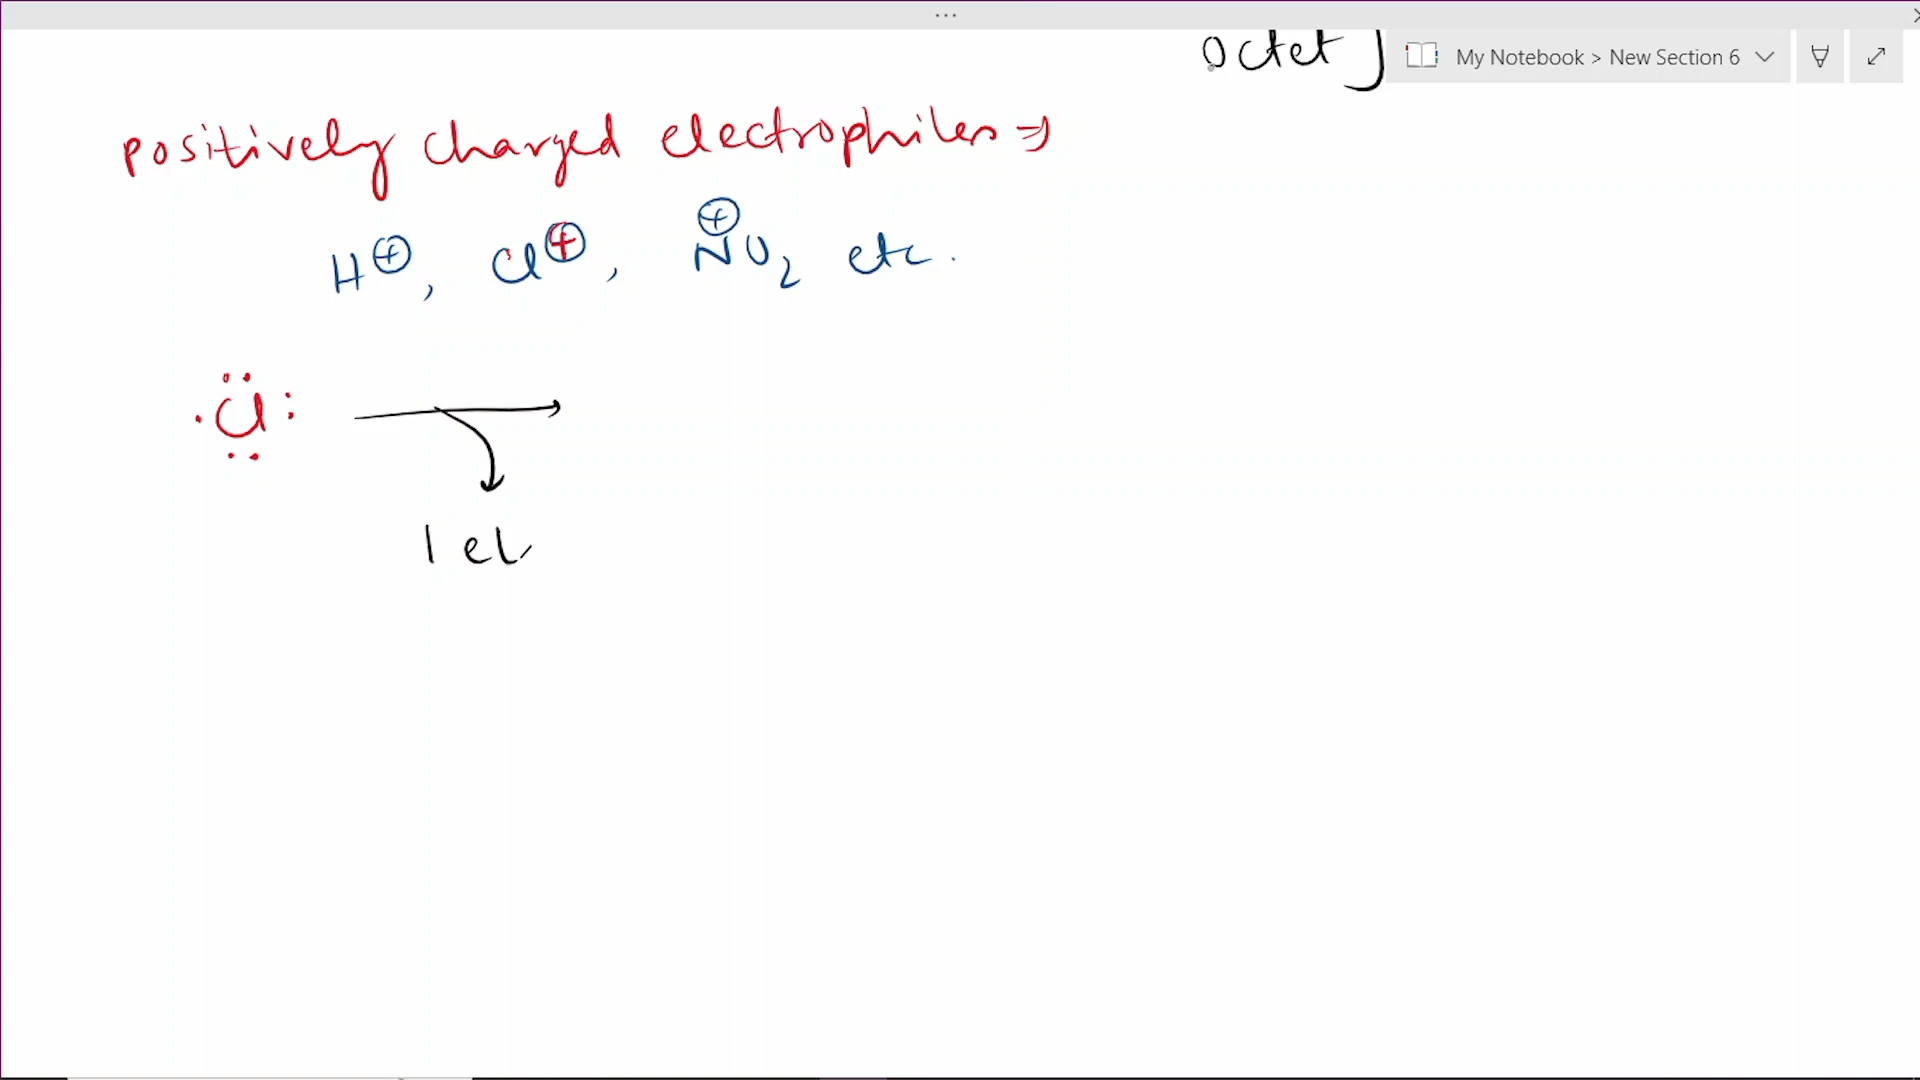 ...
octet]
My Notebook > New Section 6
positively charged electrophiles ⇒
H⊕, Cl⊕, N⊕O2 etc.
Cl
1 el